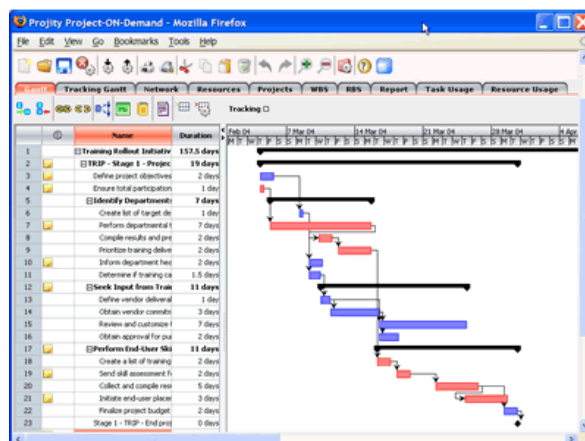 Projity Project-ON-Demand - Mozilla Firefox
File Edit View Go Bookmarks Tools Help
Gantt Tracking Gantt Network Resources Projects WBS RBS Report Task Usage Resource Usage
Tracking
Name Duration
Feb 04 7 Mar 04 14 Mar 04 21 Mar 04 28 Mar 04 4 Apr
1 Training Rollout Initiativ 157.5 days
2 TRIP - Stage 1 - Projec 19 days
3 Define project objectives 2 days
4 Ensure total participation 1 day
5 Identify Department 7 days
6 Create list of target de 1 day
7 Perform departmental t 7 days
8 Compile results and pre 2 days
9 Prioritize training delive 2 days
10 Inform department hea 2 days
11 Determine if training ca 1.5 days
12 Seek Input from Train 11 days
13 Define vendor deliveral 1 day
14 Obtain vendor commitn 3 days
15 Review and customize t 7 days
16 Obtain approval for pur 2 days
17 Perform End-User Ski 11 days
18 Create a list of training 2 days
19 Send skill assessment f 2 days
20 Collect and compile resu 5 days
21 Initiate end-user placer 3 days
22 Finalize project budget 2 days
23 Stage 1 - TRIP - End proj 0 days